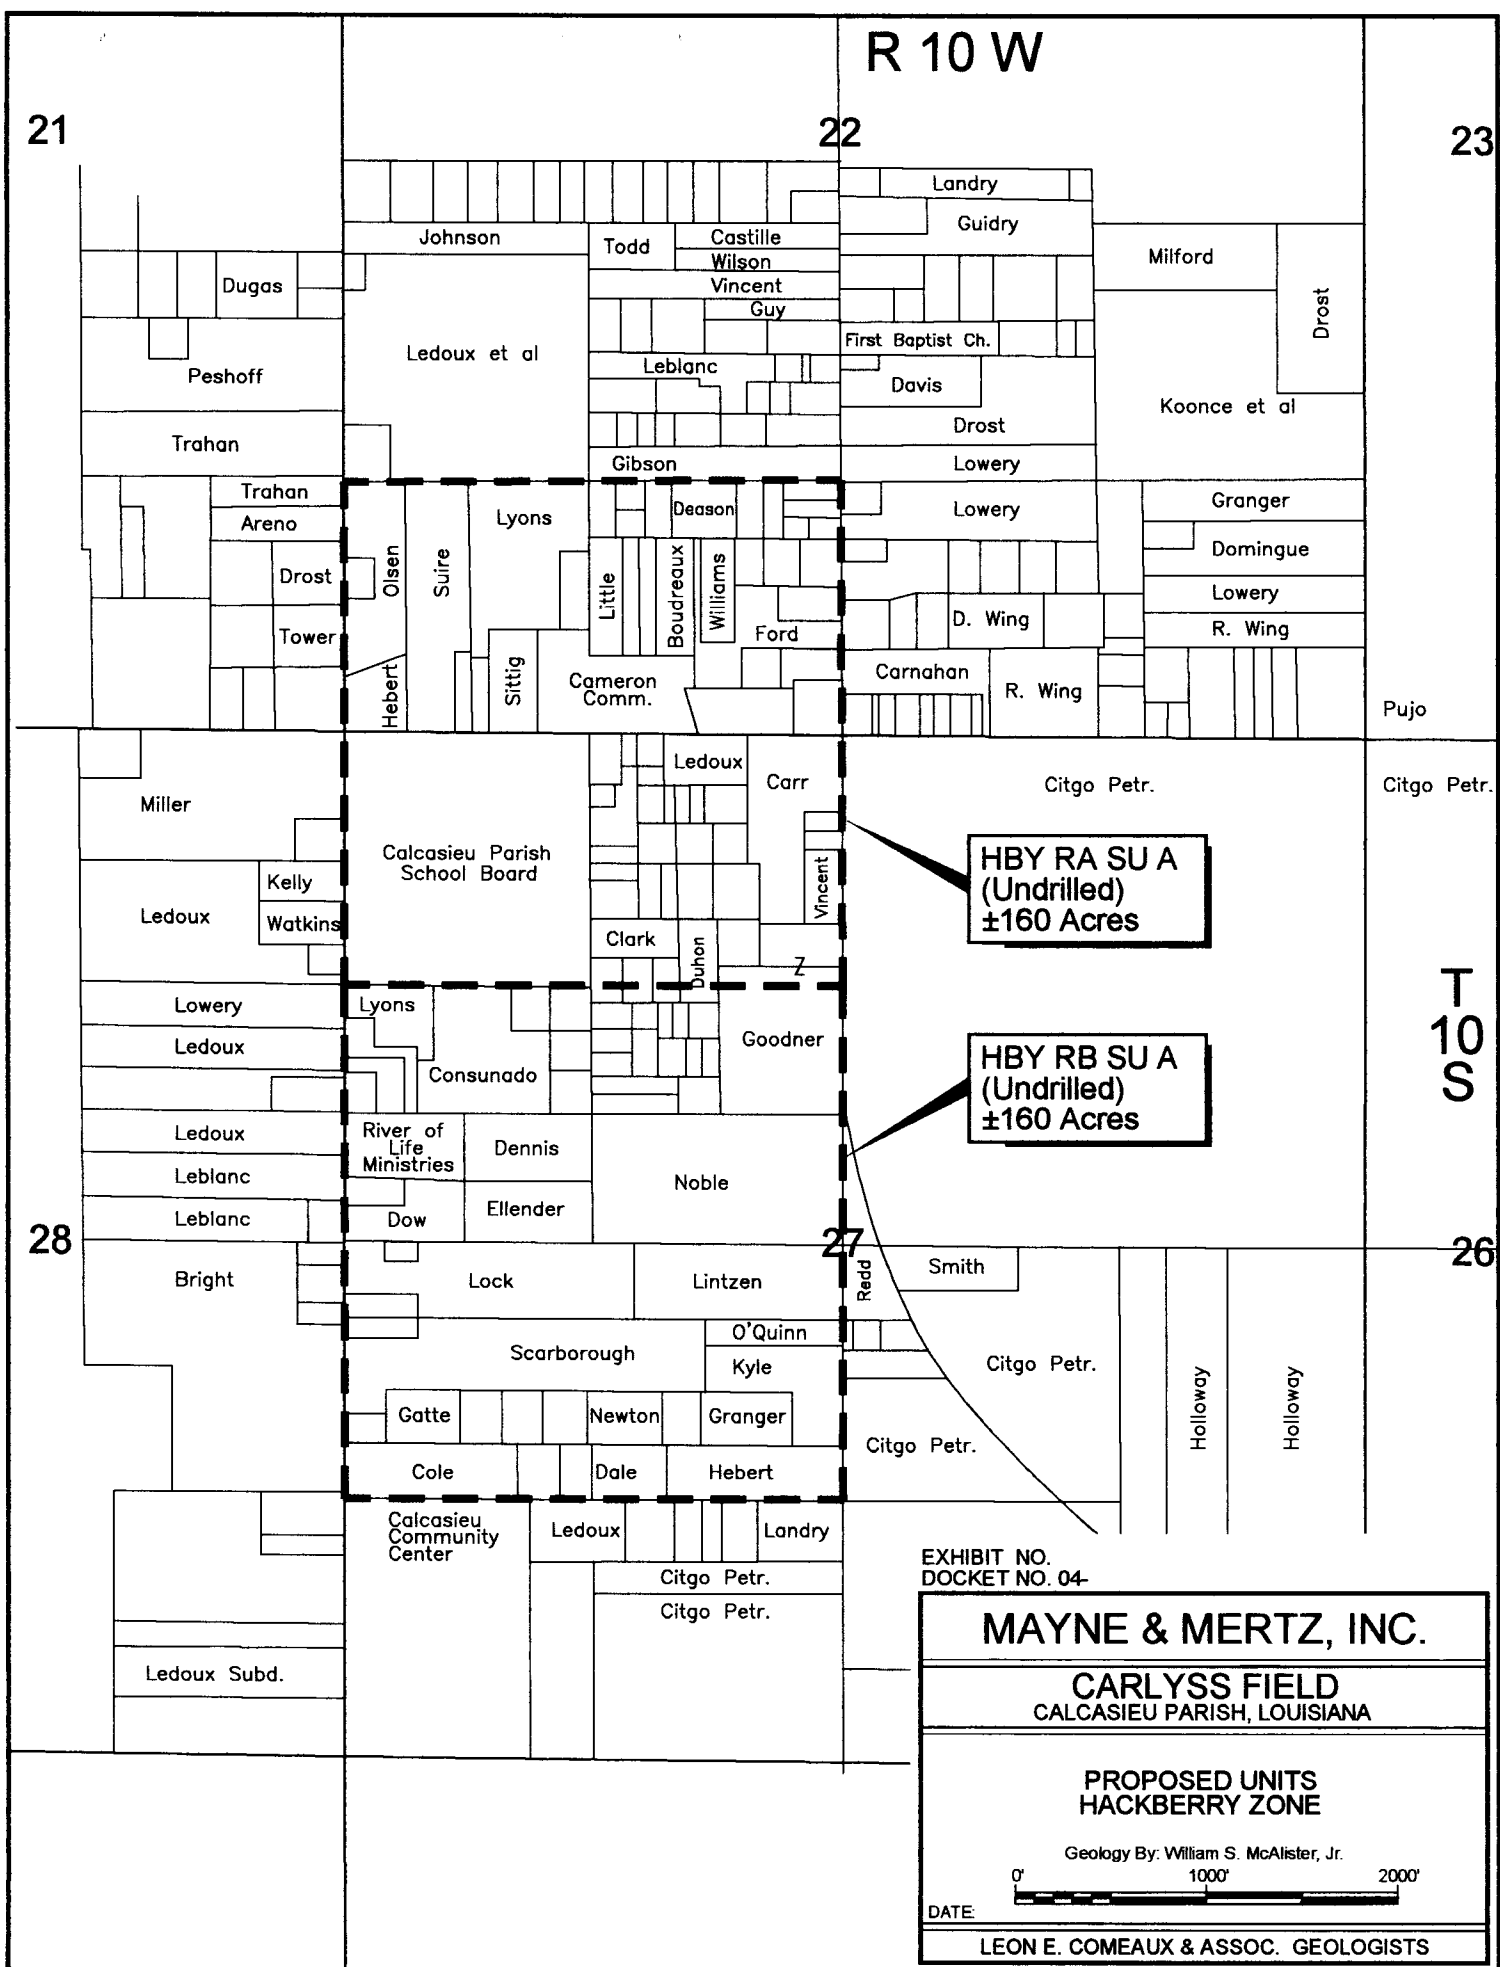 R 10 W
21
22
23
Landry
Guidry
Johnson
Todd
Castille
Wilson
Milford
Dugas
Vincent
Guy
Drost
First Baptist Ch.
Ledoux et al
Leblanc
Peshoff
Davis
Koonce et al
Drost
Trahan
Gibson
Lowery
Trahan
Lyons
Deason
Lowery
Granger
Areno
Domingue
Drost
Olsen
Suire
Little
Boudreaux
Williams
Lowery
Tower
Ford
D. Wing
R. Wing
Hebert
Sittig
Cameron
Comm.
Carnahan
R. Wing
Pujo
Ledoux
Carr
Citgo Petr.
Citgo Petr.
Miller
Calcasieu Parish
School Board
HBY RA SU A
(Undrilled)
±160 Acres
Kelly
Vincent
Ledoux
Watkins
Clark
Duhon
Z
T
10
S
Lowery
Lyons
Ledoux
Goodner
Consunado
HBY RB SU A
(Undrilled)
±160 Acres
Ledoux
River of
Life
Ministries
Dennis
Leblanc
Noble
Leblanc
Dow
Ellender
28
27
26
Bright
Lock
Lintzen
Redd
Smith
O'Quinn
Scarborough
Kyle
Citgo Petr.
Gatte
Newton
Granger
Holloway
Holloway
Citgo Petr.
Cole
Dale
Hebert
Calcasieu
Community
Center
Ledoux
Landry
Citgo Petr.
Citgo Petr.
Ledoux Subd.
EXHIBIT NO.
DOCKET NO. 04-
MAYNE & MERTZ, INC.
CARLYSS FIELD
CALCASIEU PARISH, LOUISIANA
PROPOSED UNITS
HACKBERRY ZONE
Geology By: William S. McAlister, Jr.
0' 1000' 2000'
DATE:
LEON E. COMEAUX & ASSOC. GEOLOGISTS